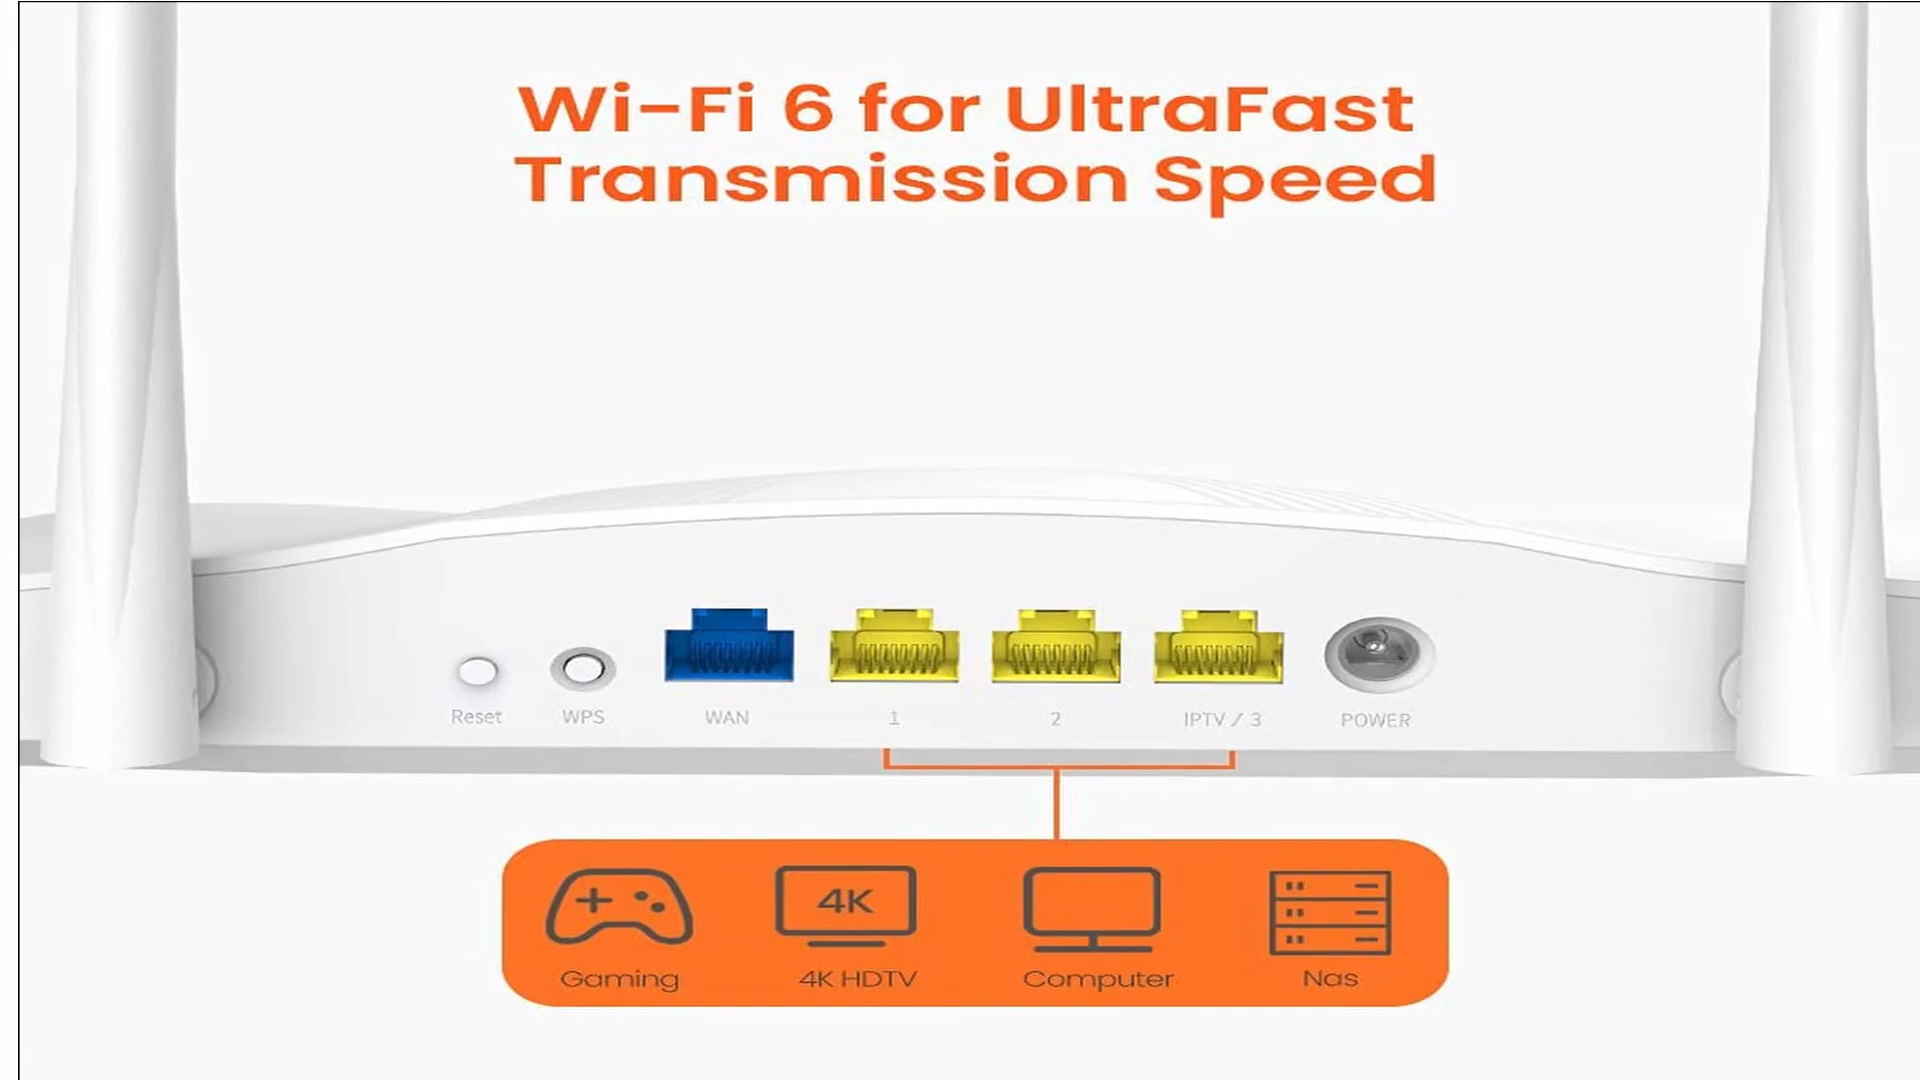 Wi-Fi 6 for UltraFast
Transmission Speed
Reset WPS WAN 1 2 IPTV / 3 POWER
4K
Gaming 4K HDTV Computer Nas